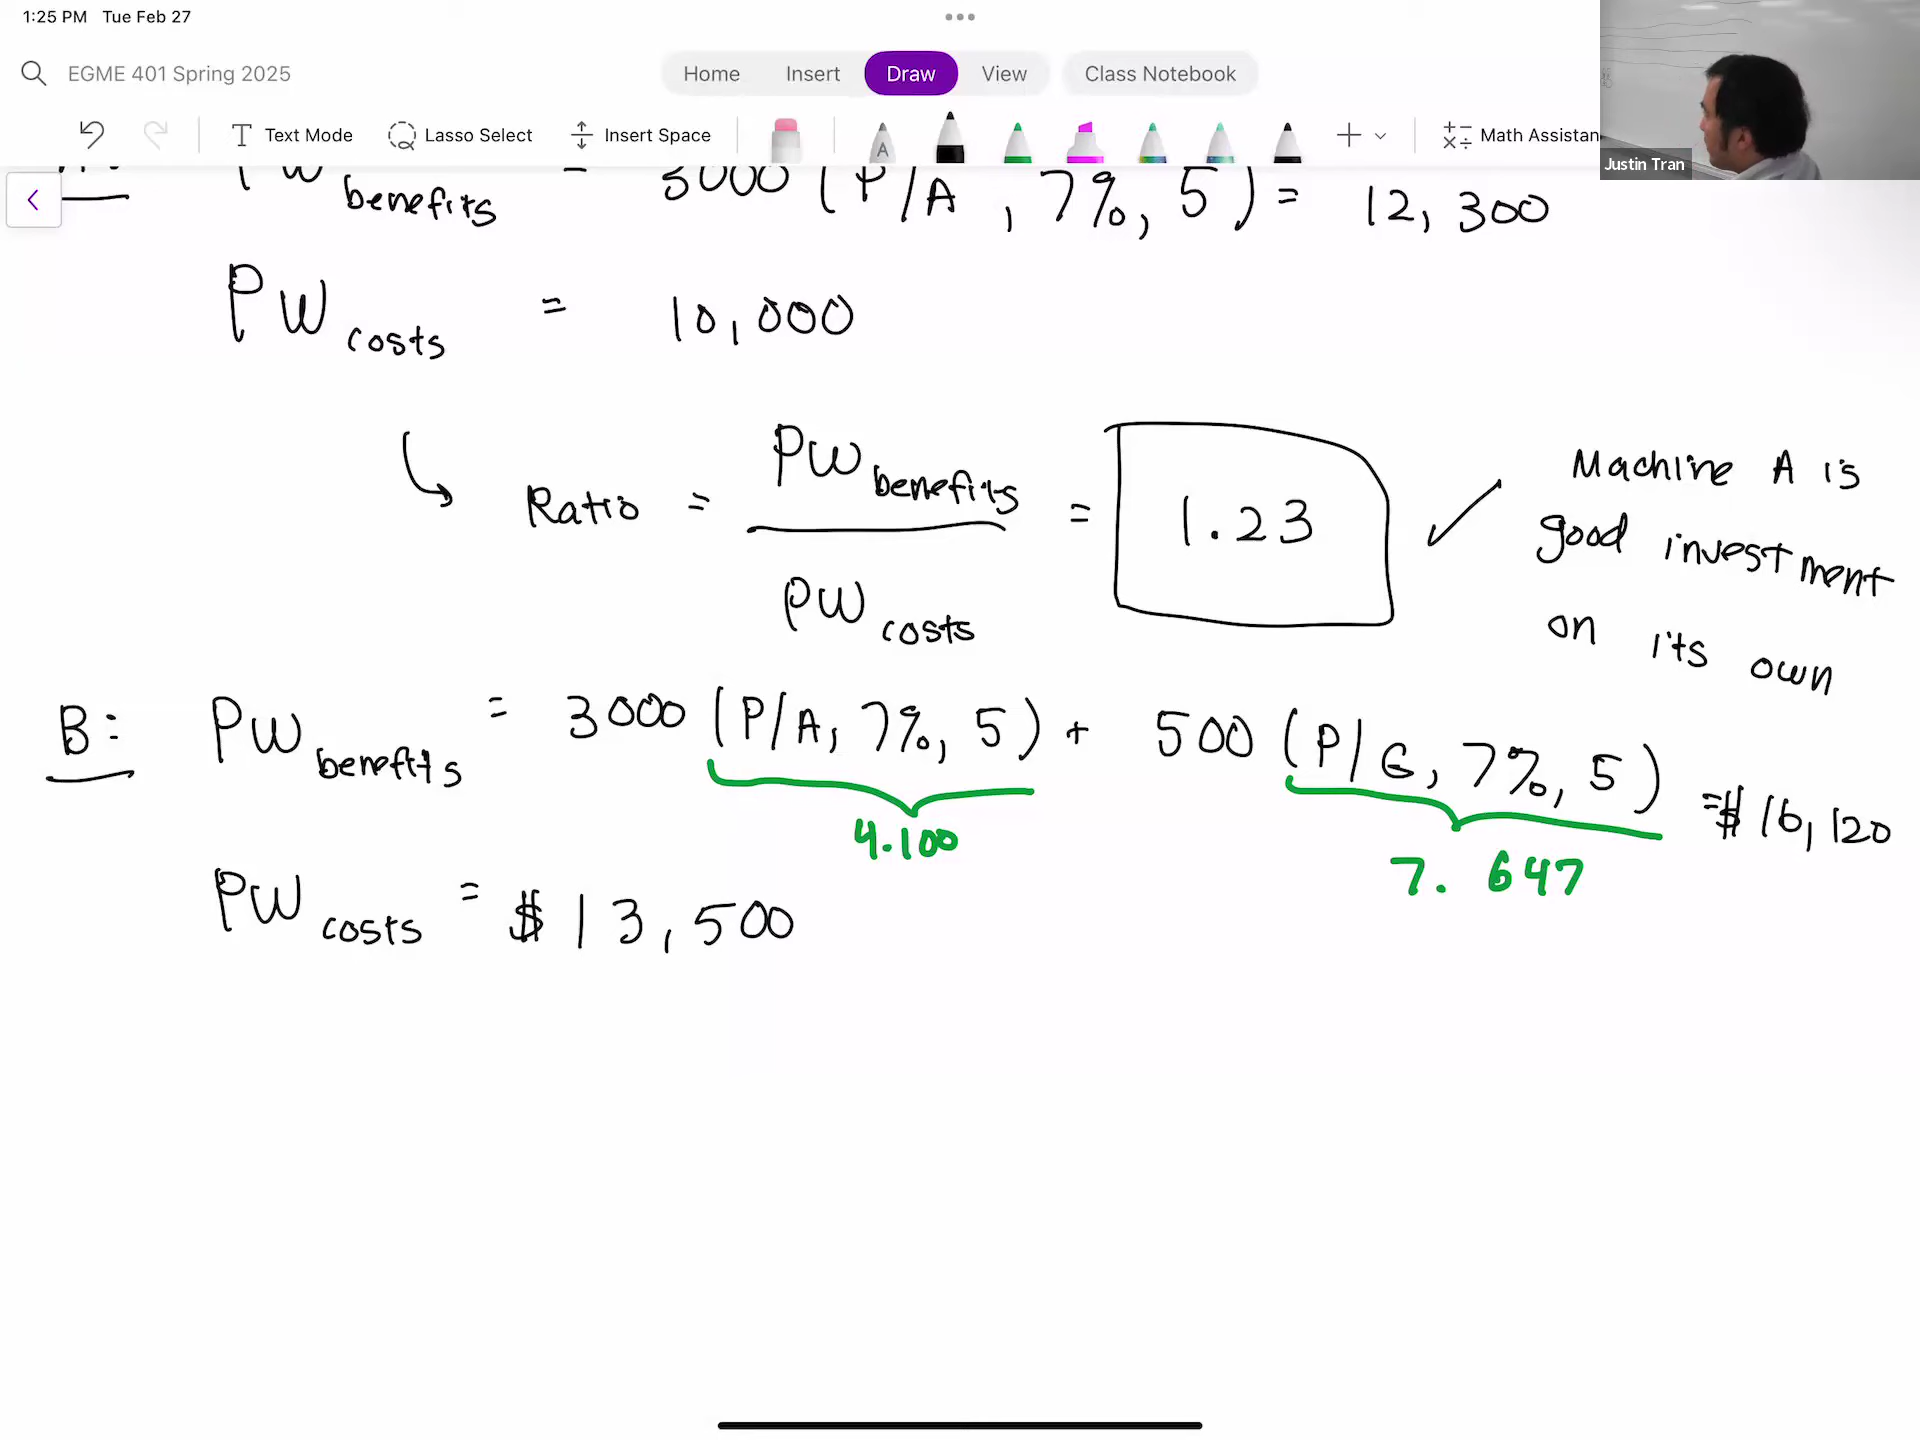 1:25 PM Tue Feb 27
EGME 401 Spring 2025
Home Insert Draw View Class Notebook
Text Mode Lasso Select Insert Space A Math Assistan
Justin Tran
PW benefits = 3000 (P/A, 7%, 5) = 12,300
PW costs = 10,000
Ratio = PW benefits / PW costs = 1.23 ✓
Machine A is
good investment
on its own
B: PW benefits = 3000 (P/A, 7%, 5) + 500 (P/G, 7%, 5) = $16,120
4.100 7.647
PW costs = $13,500